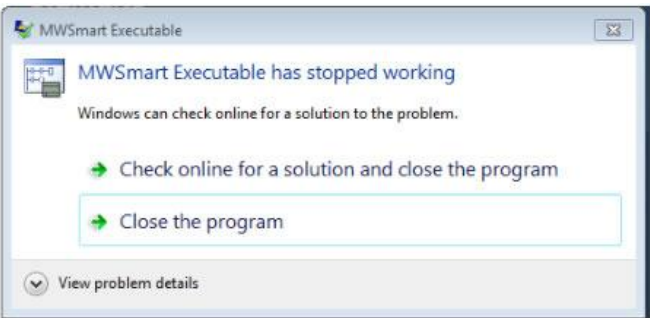 MWSmart Executable
MWSmart Executable has stopped working
Windows can check online for a solution to the problem.
Check online for a solution and close the program
Close the program
View problem details